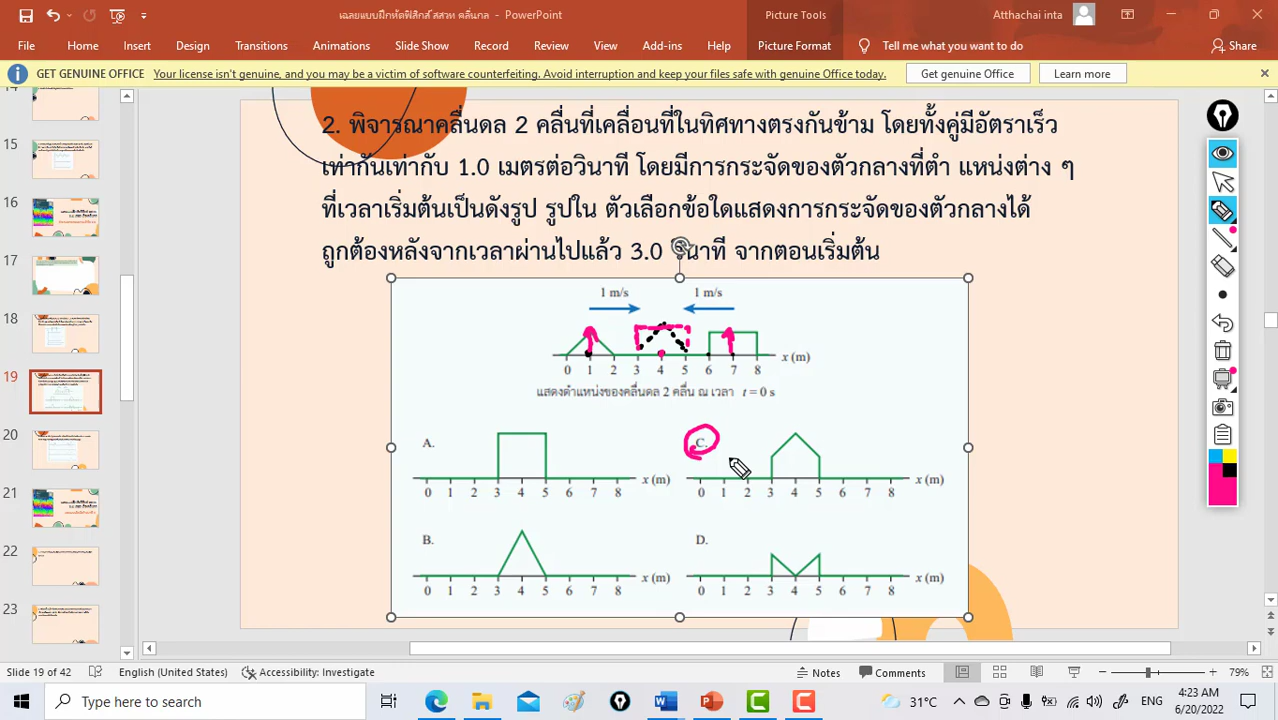 เฉลยแบบฝึกหัดฟิสิกส์ สสวท คลื่นกล - PowerPoint
Picture Tools
Atthachai inta
File Home Insert Design Transitions Animations Slide Show Record Review View Add-ins Help Picture Format Tell me what you want to do Share
GET GENUINE OFFICE Your license isn't genuine, and you may be a victim of software counterfeiting. Avoid interruption and keep your files safe with genuine Office today. Get genuine Office Learn more
14
15
16
17
18
19
20
21
22
23
2. พิจารณาคลื่นดล 2 คลื่นที่เคลื่อนที่ในทิศทางตรงกันข้าม โดยทั้งคู่มีอัตราเร็ว
เท่ากันเท่ากับ 1.0 เมตรต่อวินาที โดยมีการกระจัดของตัวกลางที่ตำ แหน่งต่าง ๆ
ที่เวลาเริ่มต้นเป็นดังรูป รูปใน ตัวเลือกข้อใดแสดงการกระจัดของตัวกลางได้
ถูกต้องหลังจากเวลาผ่านไปแล้ว 3.0 วินาที จากตอนเริ่มต้น
1 m/s 1 m/s
x (m)
0 1 2 3 4 5 6 7 8
แสดงตำแหน่งของคลื่นดล 2 คลื่น ณ เวลา t = 0 s
A.
x (m)
0 1 2 3 4 5 6 7 8
C.
x (m)
0 1 2 3 4 5 6 7 8
B.
x (m)
0 1 2 3 4 5 6 7 8
D.
x (m)
0 1 2 3 4 5 6 7 8
Slide 19 of 42 English (United States) Accessibility: Investigate Notes Comments 79%
Type here to search
31°C
ENG
4:23 AM
6/20/2022